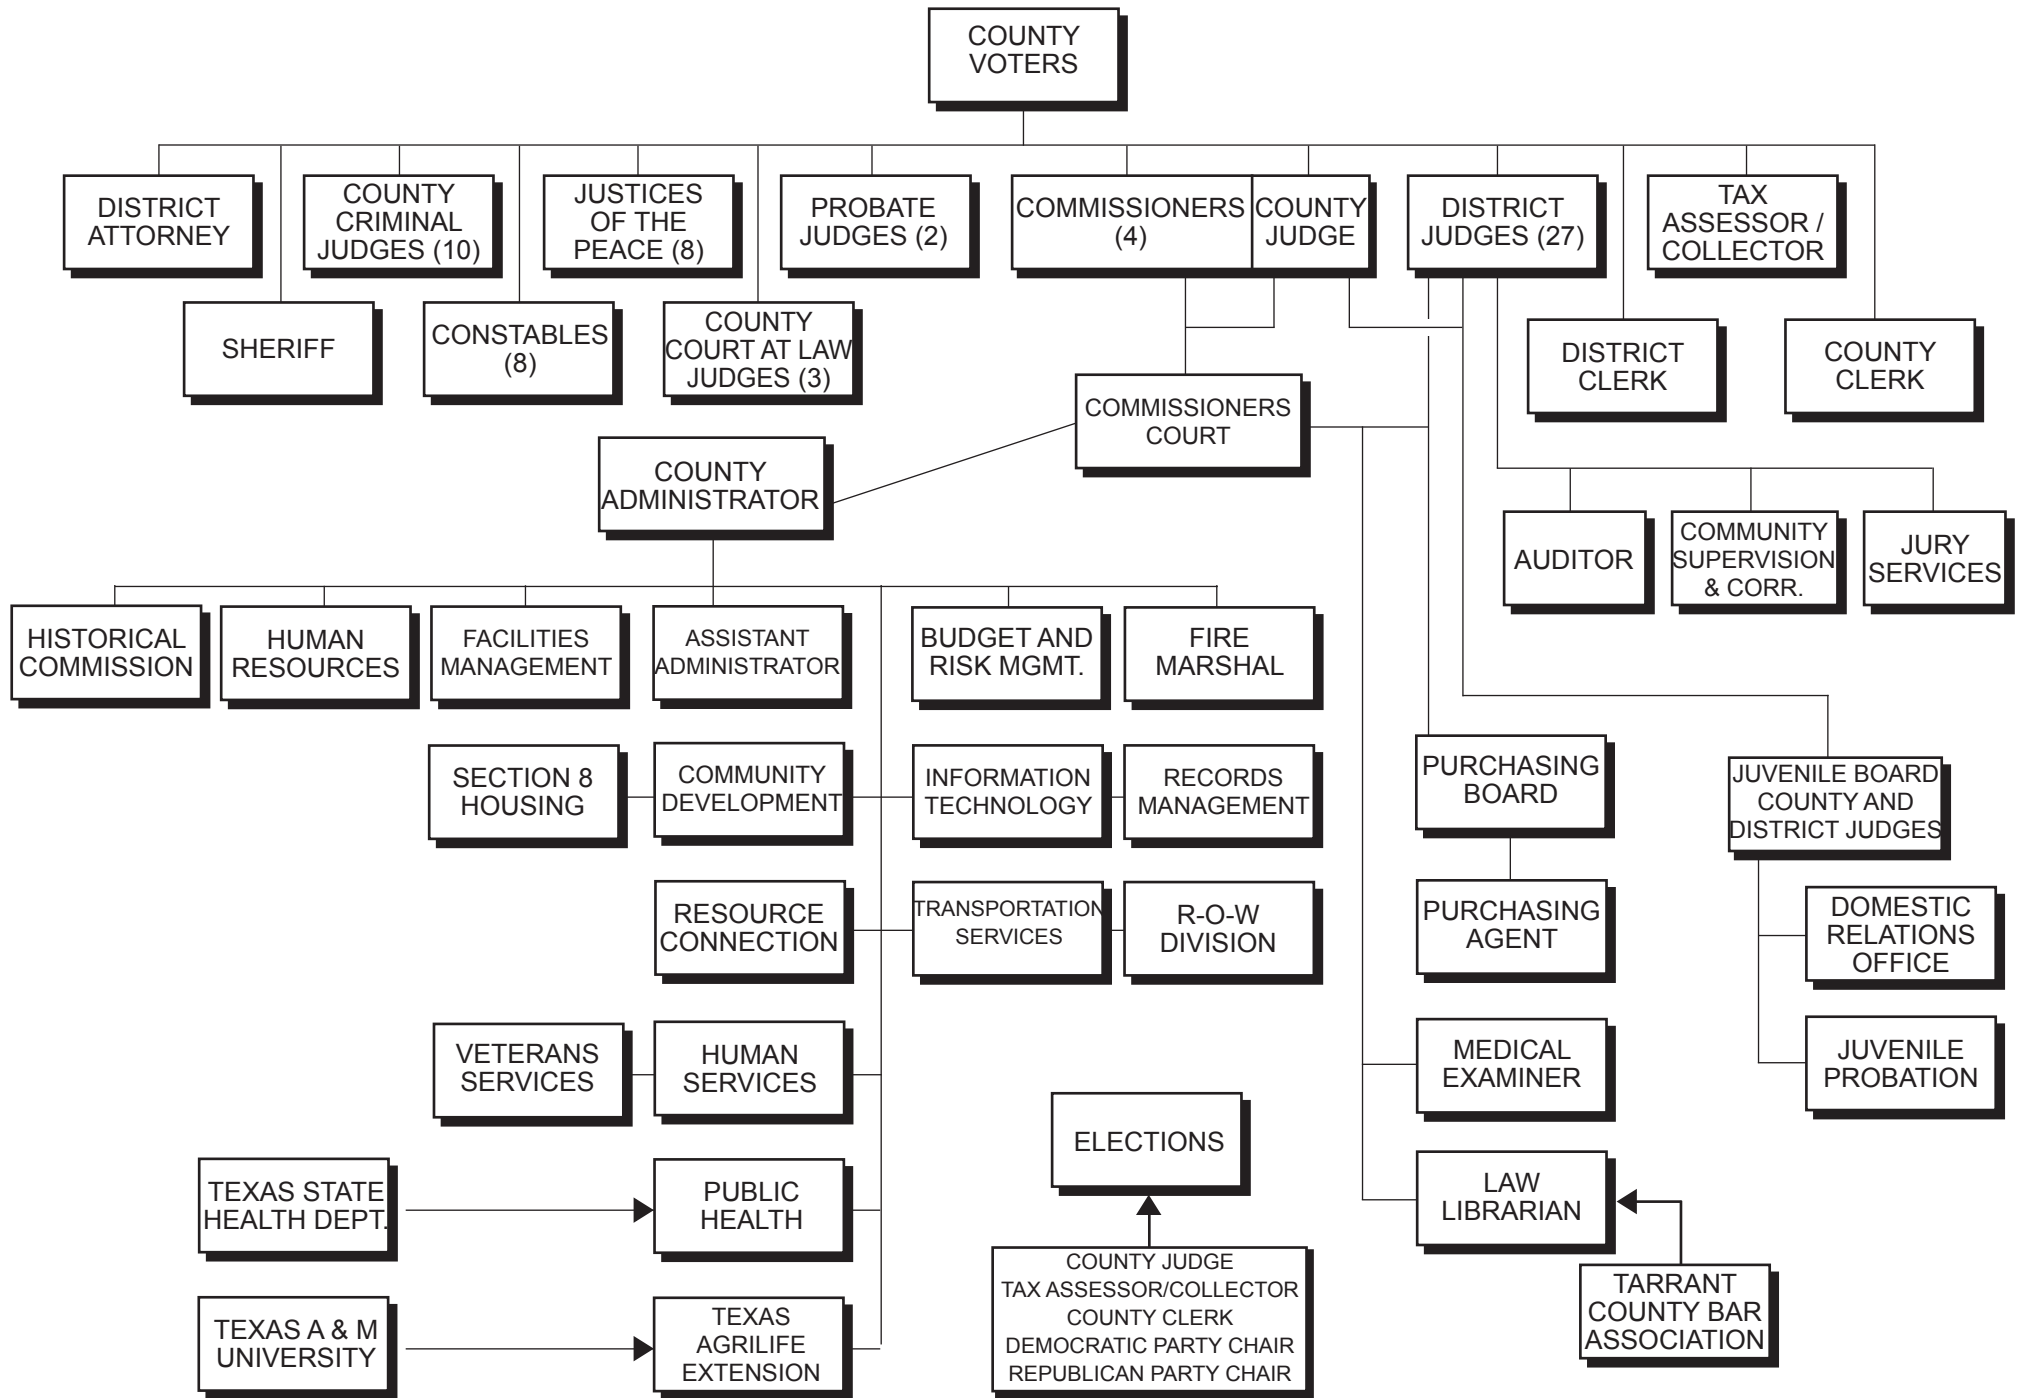 COUNTY
VOTERS
DISTRICT
ATTORNEY
COUNTY
CRIMINAL
JUDGES (10)
JUSTICES
OF THE
PEACE (8)
PROBATE
JUDGES (2)
COMMISSIONERS
(4)
COUNTY
JUDGE
DISTRICT
JUDGES (27)
TAX
ASSESSOR /
COLLECTOR
SHERIFF
CONSTABLES
(8)
COUNTY
COURT AT LAW
JUDGES (3)
DISTRICT
CLERK
COUNTY
CLERK
COMMISSIONERS
COURT
COUNTY
ADMINISTRATOR
AUDITOR
COMMUNITY
SUPERVISION
& CORR.
JURY
SERVICES
HISTORICAL
COMMISSION
HUMAN
RESOURCES
FACILITIES
MANAGEMENT
ASSISTANT
ADMINISTRATOR
BUDGET AND
RISK MGMT.
FIRE
MARSHAL
SECTION 8
HOUSING
COMMUNITY
DEVELOPMENT
INFORMATION
TECHNOLOGY
RECORDS
MANAGEMENT
PURCHASING
BOARD
JUVENILE BOARD
COUNTY AND
DISTRICT JUDGES
RESOURCE
CONNECTION
TRANSPORTATION
SERVICES
R-O-W
DIVISION
PURCHASING
AGENT
DOMESTIC
RELATIONS
OFFICE
VETERANS
SERVICES
HUMAN
SERVICES
MEDICAL
EXAMINER
JUVENILE
PROBATION
ELECTIONS
TEXAS STATE
HEALTH DEPT.
PUBLIC
HEALTH
LAW
LIBRARIAN
TEXAS A & M
UNIVERSITY
TEXAS
AGRILIFE
EXTENSION
COUNTY JUDGE
TAX ASSESSOR/COLLECTOR
COUNTY CLERK
DEMOCRATIC PARTY CHAIR
REPUBLICAN PARTY CHAIR
TARRANT
COUNTY BAR
ASSOCIATION